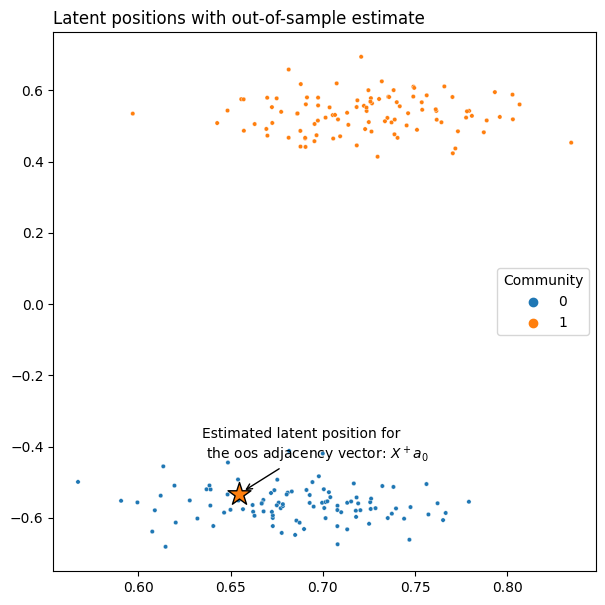 Latent positions with out-of-sample estimate
0.6
0.4
0.2
0.0
−0.2
−0.4
−0.6
Community
0
1
Estimated latent position for
the oos adjacency vector: X⁺a₀
0.60 0.65 0.70 0.75 0.80